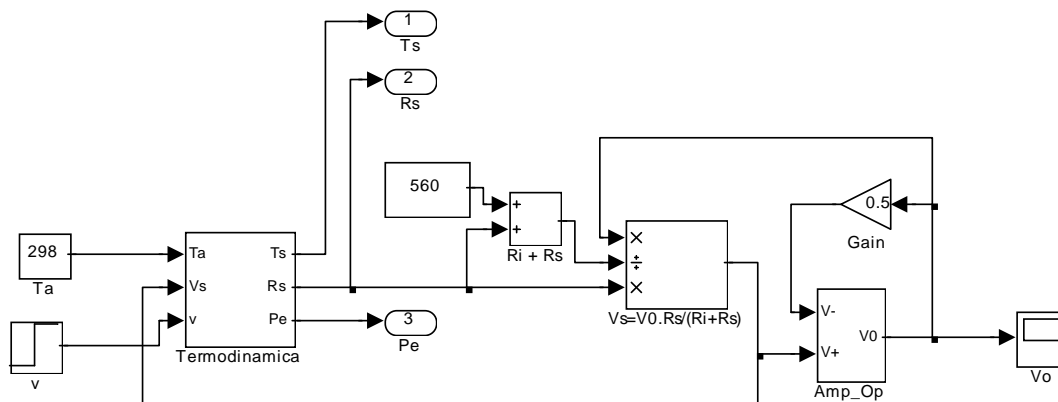 1
Ts
2
Rs
560
+
+
Ri + Rs
0.5
Gain
298
Ta
Ta
Vs
v
Ts
Rs
Pe
Termodinamica
v
3
Pe
×
÷
×
Vs=V0.Rs/(Ri+Rs)
V-
V+
V0
Amp_Op
Vo